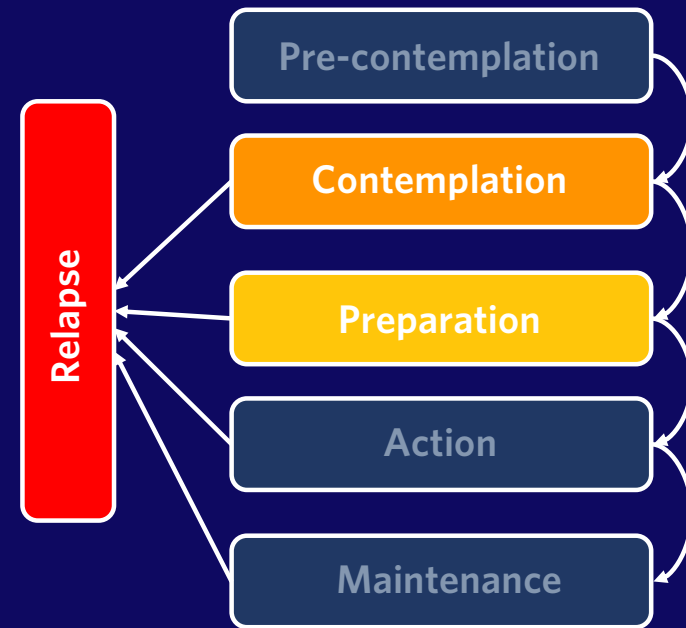 Pre-contemplation
Contemplation
Relapse
Preparation
Action
Maintenance